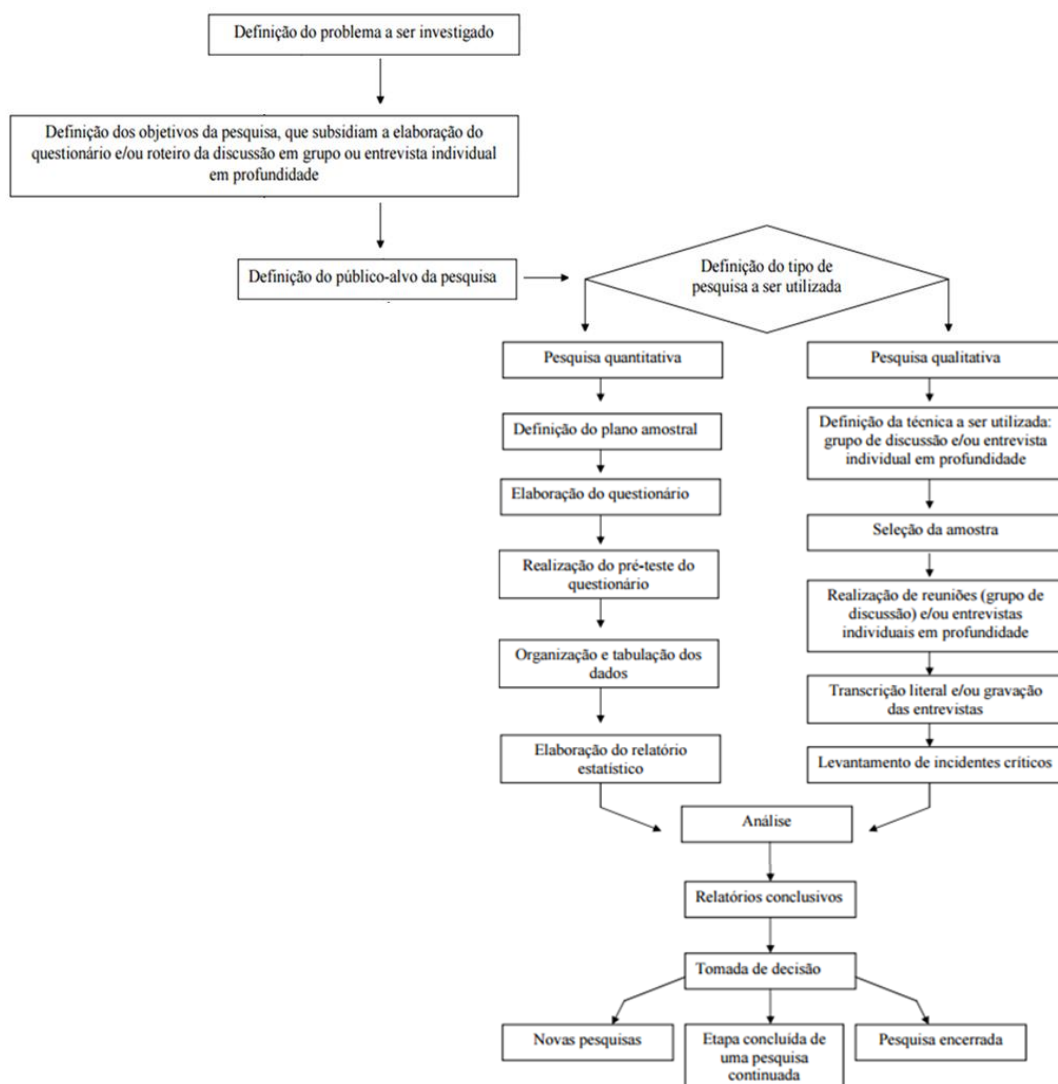 Definição do problema a ser investigado
Definição dos objetivos da pesquisa, que subsidiam a elaboração do
questionário e/ou roteiro da discussão em grupo ou entrevista individual
em profundidade
Definição do público-alvo da pesquisa
Definição do tipo de
pesquisa a ser utilizada
Pesquisa quantitativa
Definição do plano amostral
Elaboração do questionário
Realização do pré-teste do
questionário
Organização e tabulação dos
dados
Elaboração do relatório
estatístico
Pesquisa qualitativa
Definição da técnica a ser utilizada:
grupo de discussão e/ou entrevista
individual em profundidade
Seleção da amostra
Realização de reuniões (grupo de
discussão) e/ou entrevistas
individuais em profundidade
Transcrição literal e/ou gravação
das entrevistas
Levantamento de incidentes críticos
Análise
Relatórios conclusivos
Tomada de decisão
Novas pesquisas
Etapa concluída de
uma pesquisa
continuada
Pesquisa encerrada